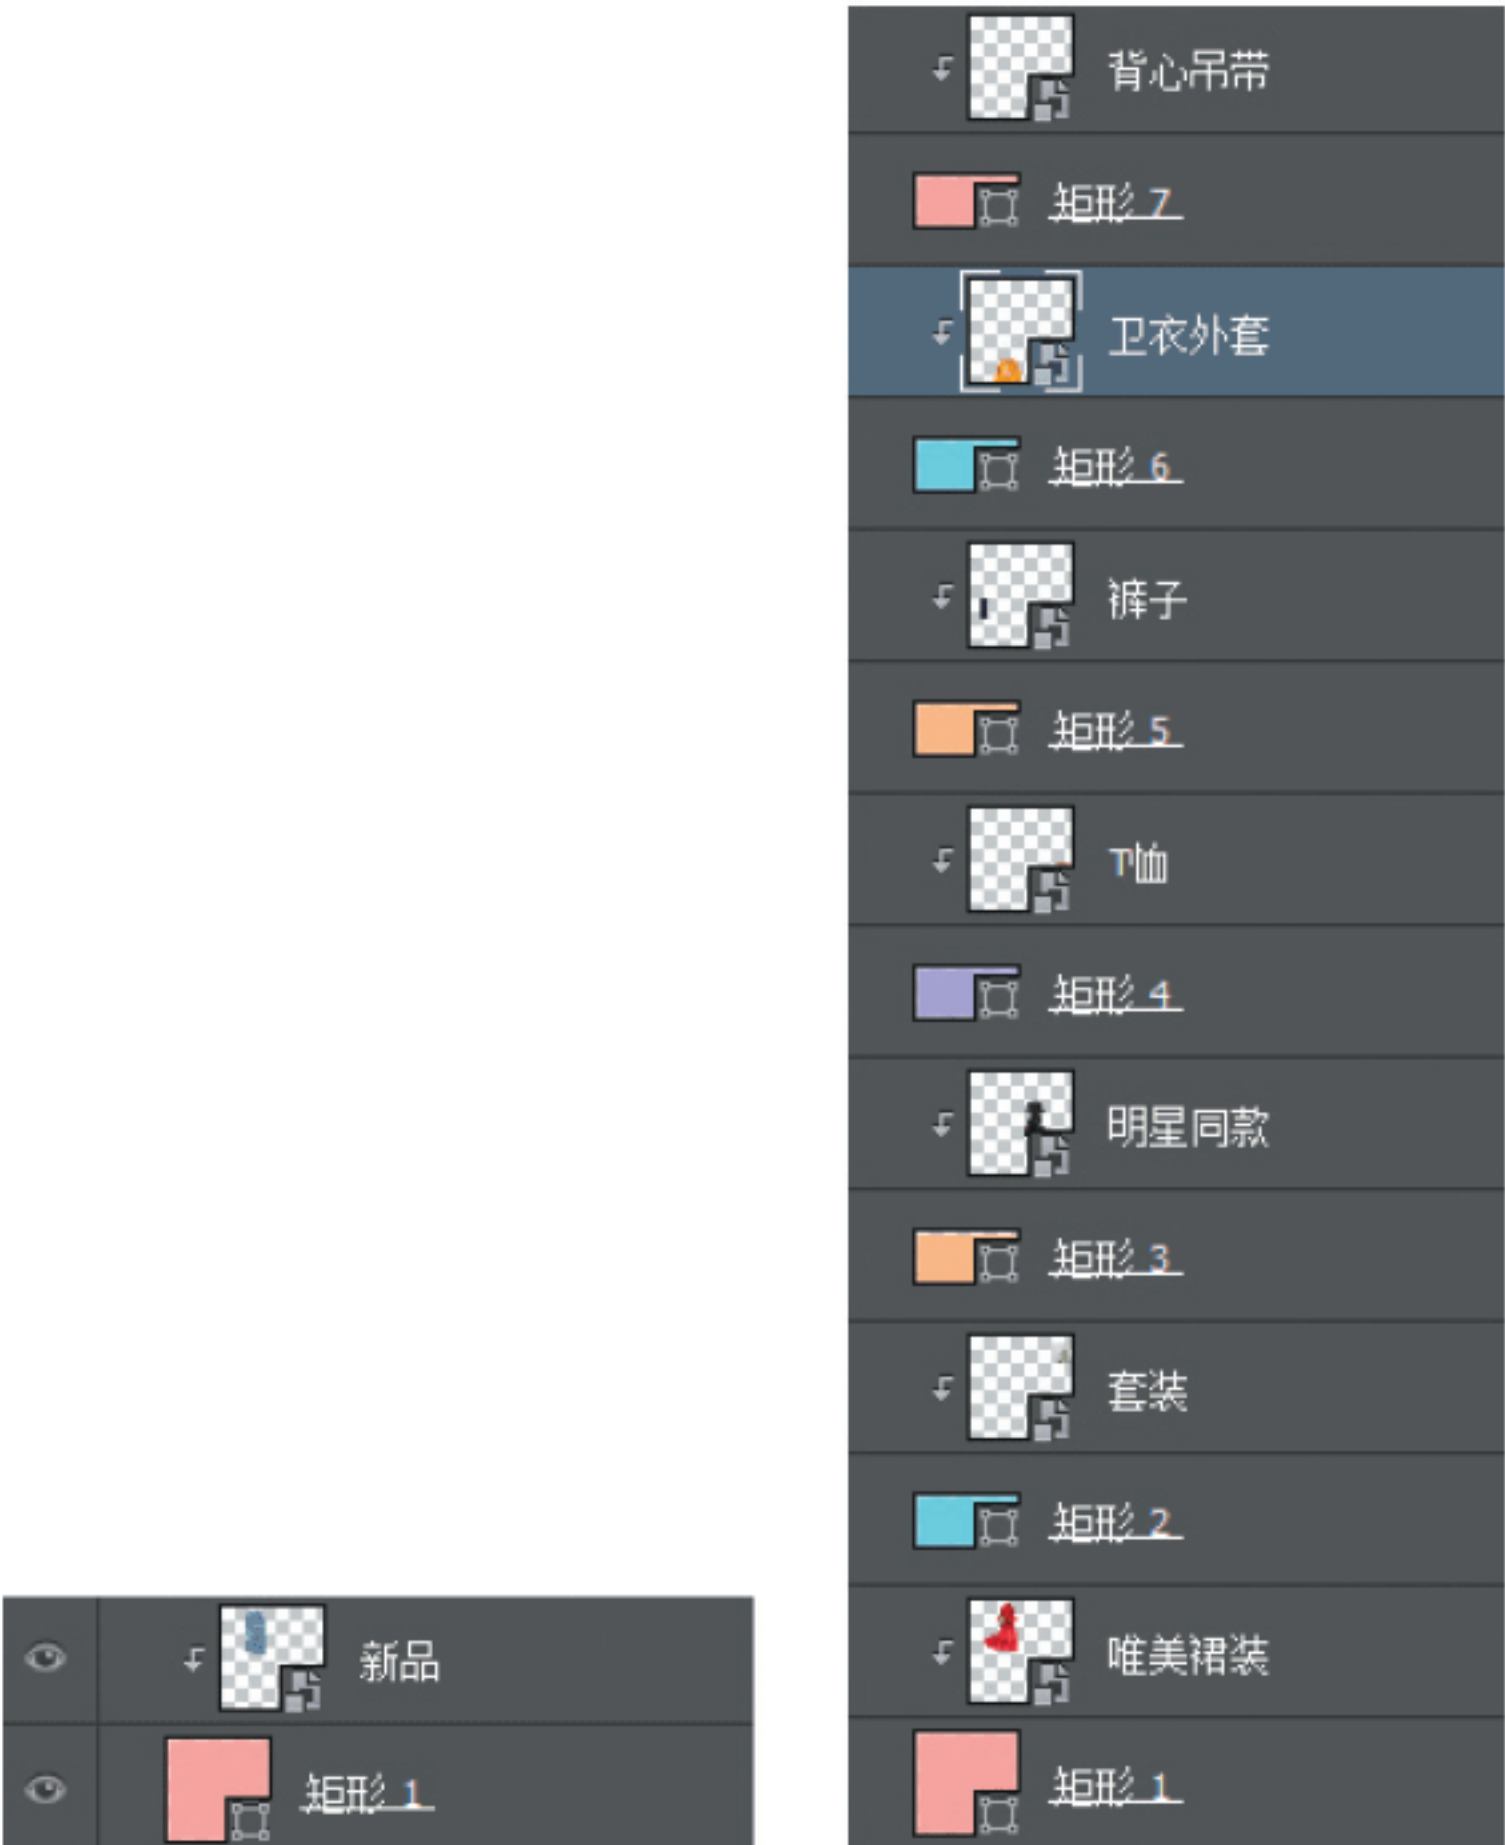 新品
矩形 1
背心吊带
矩形 7
卫衣外套
矩形 6
裤子
矩形 5
T恤
矩形 4
明星同款
矩形 3
套装
矩形 2
唯美裙装
矩形 1